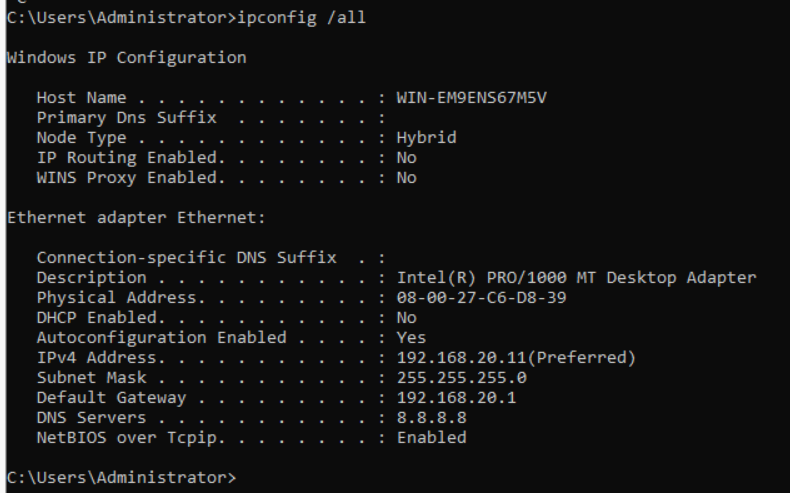 C:\Users\Administrator>ipconfig /all
Windows IP Configuration
Host Name . . . . . . . . . . . . : WIN-EM9ENS67M5V
Primary Dns Suffix  . . . . . . . :
Node Type . . . . . . . . . . . . : Hybrid
IP Routing Enabled. . . . . . . . : No
WINS Proxy Enabled. . . . . . . . : No
Ethernet adapter Ethernet:
Connection-specific DNS Suffix  . :
Description . . . . . . . . . . . : Intel(R) PRO/1000 MT Desktop Adapter
Physical Address. . . . . . . . . : 08-00-27-C6-D8-39
DHCP Enabled. . . . . . . . . . . : No
Autoconfiguration Enabled . . . . : Yes
IPv4 Address. . . . . . . . . . . : 192.168.20.11(Preferred)
Subnet Mask . . . . . . . . . . . : 255.255.255.0
Default Gateway . . . . . . . . . : 192.168.20.1
DNS Servers . . . . . . . . . . . : 8.8.8.8
NetBIOS over Tcpip. . . . . . . . : Enabled
C:\Users\Administrator>